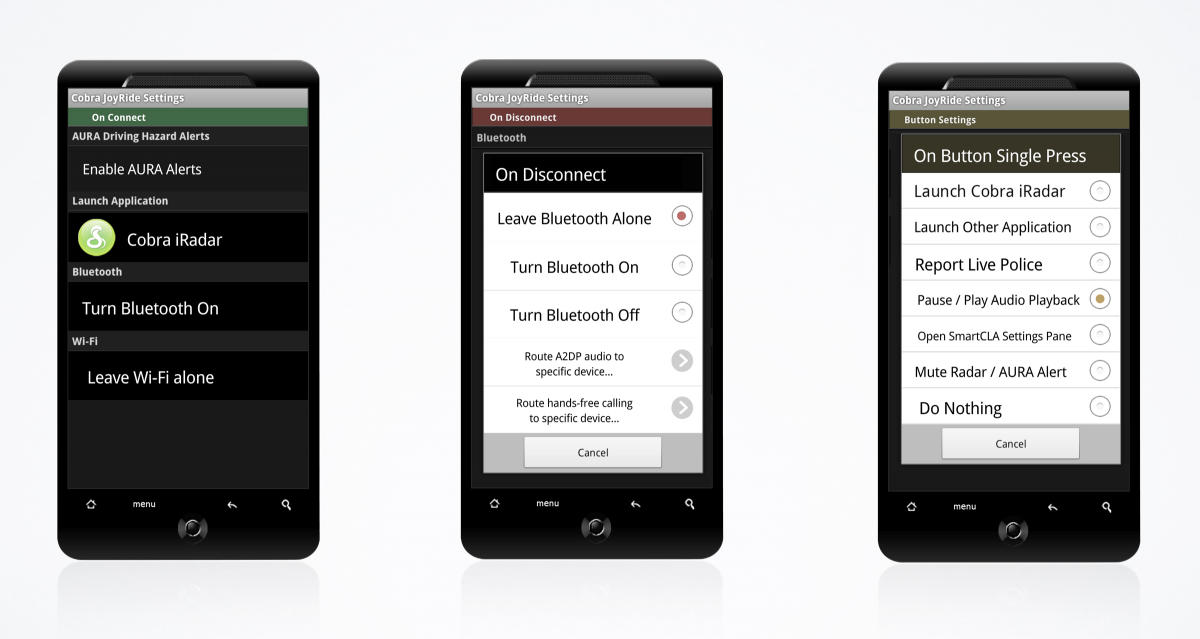 Cobra JoyRide Settings
On Connect
AURA Driving Hazard Alerts
Enable AURA Alerts
Launch Application
Cobra iRadar
Bluetooth
Turn Bluetooth On
Wi-Fi
Leave Wi-Fi alone
menu
Cobra JoyRide Settings
On Disconnect
Bluetooth
On Disconnect
Leave Bluetooth Alone
Turn Bluetooth On
Turn Bluetooth Off
Route A2DP audio to
specific device...
Route hands-free calling
to specific device...
Cancel
menu
Cobra JoyRide Settings
Button Settings
On Button Single Press
Launch Cobra iRadar
Launch Other Application
Report Live Police
Pause / Play Audio Playback
Open SmartCLA Settings Pane
Mute Radar / AURA Alert
Do Nothing
Cancel
menu